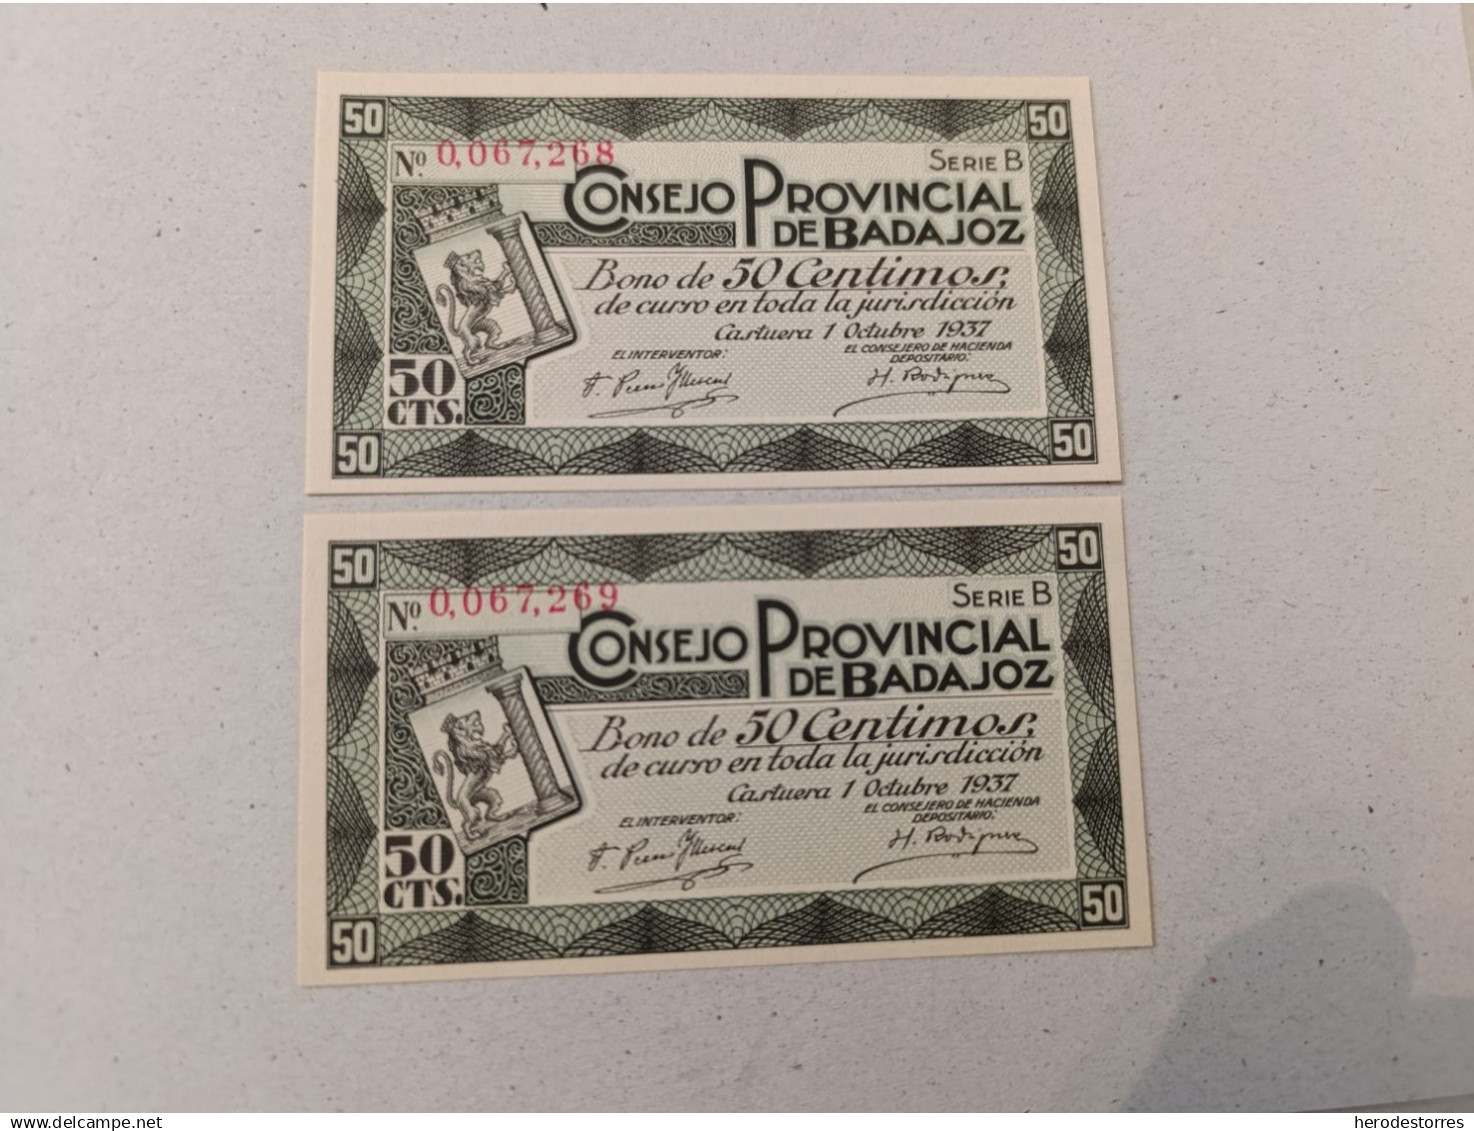 50 50
Nº 0,067,268 SERIE B
CONSEJO PROVINCIAL
DE BADAJOZ
Bono de 50 Centimos,
de curso en toda la jurisdicción
Castuera 1 Octubre 1937
EL INTERVENTOR: EL CONSEJERO DE HACIENDA
DEPOSITARIO:
H. Rodriguez
50
CTS.
50 50
50 50
Nº 0,067,269 SERIE B
CONSEJO PROVINCIAL
DE BADAJOZ
Bono de 50 Centimos,
de curso en toda la jurisdicción
Castuera 1 Octubre 1937
EL INTERVENTOR: EL CONSEJERO DE HACIENDA
DEPOSITARIO:
H. Rodriguez
50
CTS.
50 50
www.delcampe.net herodestorres